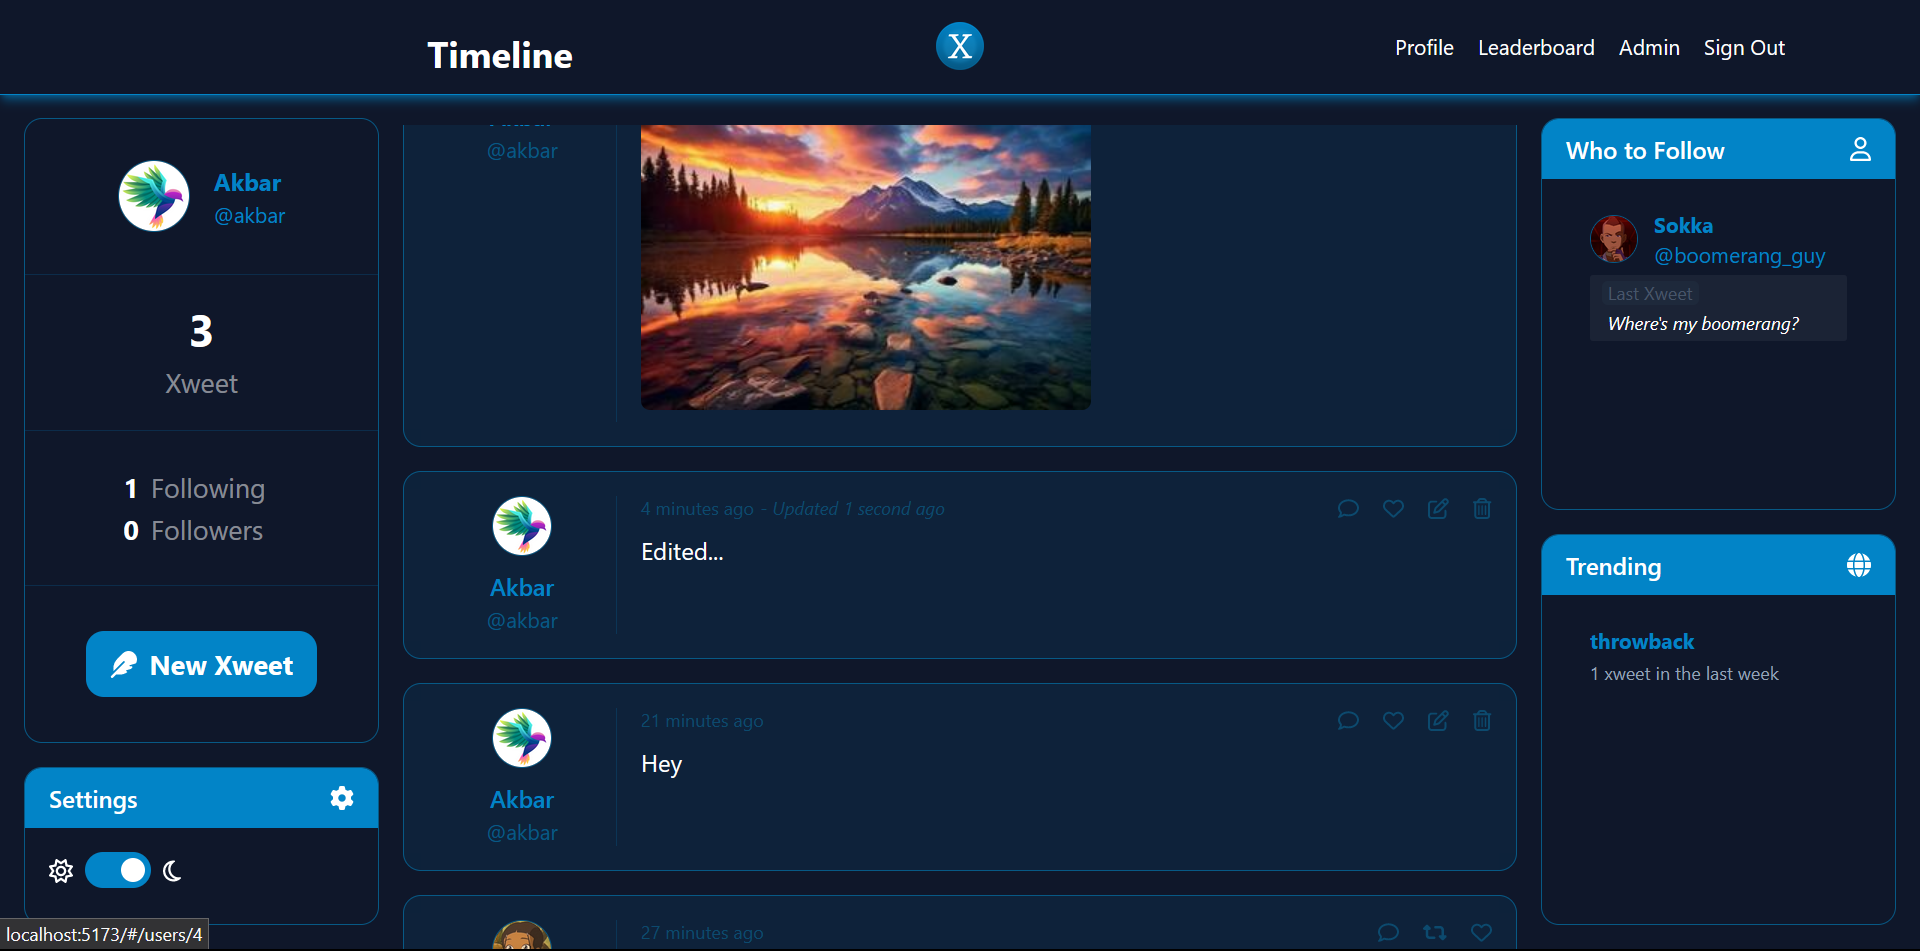 Timeline
X
Profile
Leaderboard
Admin
Sign Out
Akbar
@akbar
3
Xweet
1 Following
0 Followers
New Xweet
Settings
@akbar
4 minutes ago - Updated 1 second ago
Edited...
Akbar
@akbar
21 minutes ago
Hey
Akbar
@akbar
27 minutes ago
Who to Follow
Sokka
@boomerang_guy
Last Xweet
Where's my boomerang?
Trending
throwback
1 xweet in the last week
localhost:5173/#/users/4